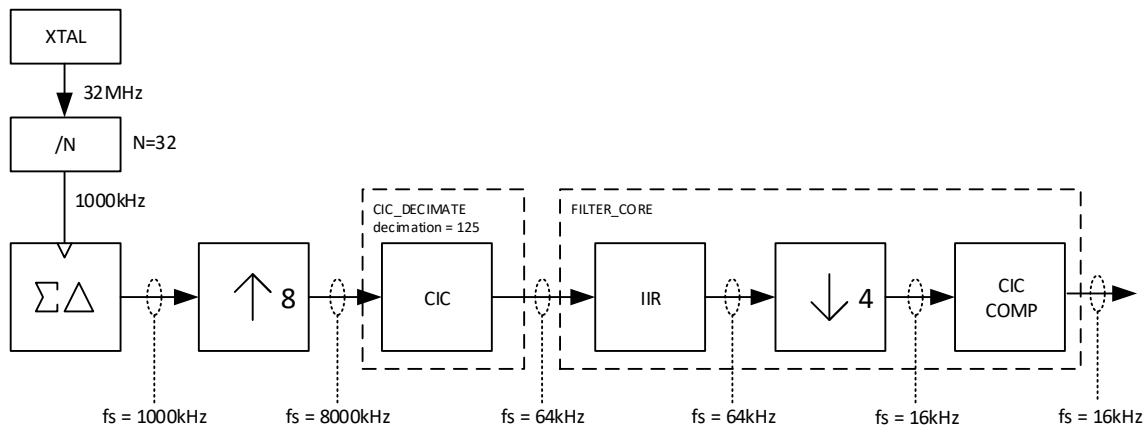 XTAL
32MHz
/N
N=32
1000kHz
CIC_DECIMATE
decimation = 125
FILTER_CORE
ΣΔ
↑ 8
CIC
IIR
↓ 4
CIC
COMP
fs = 1000kHz
fs = 8000kHz
fs = 64kHz
fs = 64kHz
fs = 16kHz
fs = 16kHz